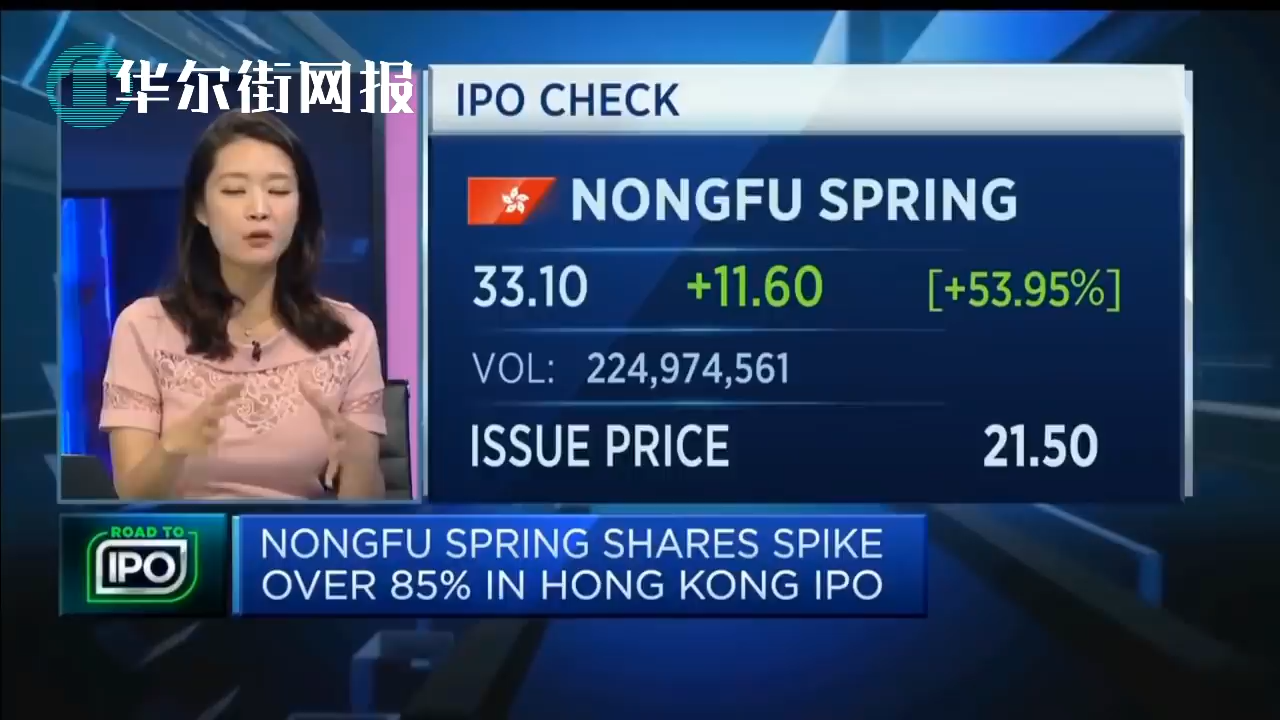 华尔街网报
IPO CHECK
NONGFU SPRING
33.10 +11.60 [+53.95%]
VOL: 224,974,561
ISSUE PRICE 21.50
ROAD TO
IPO
NONGFU SPRING SHARES SPIKE
OVER 85% IN HONG KONG IPO